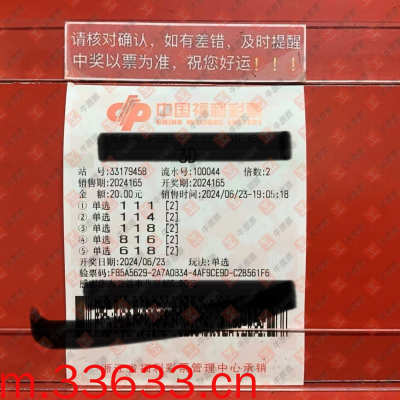 请核对确认，如有差错，及时提醒
中奖以票为准，祝您好运！！！
中国福利彩票
3D
站 号:33179458 流水号:100044 倍数:2
销售期:2024165 开奖期:2024165
金 额:20.00元 销售时间:2024/06/23-19:05:18
① 单选 1 1 1 [2]
② 单选 1 1 4 [2]
③ 单选 1 1 8 [2]
④ 单选 8 1 6 [2]
⑤ 单选 6 1 8 [2]
开奖日期:2024/06/23 玩法:单选
验票码:F85A5629-2A7A0B34-4AF9CE9D-C2B561F6
彩票管理中心承销
m.33633.cn